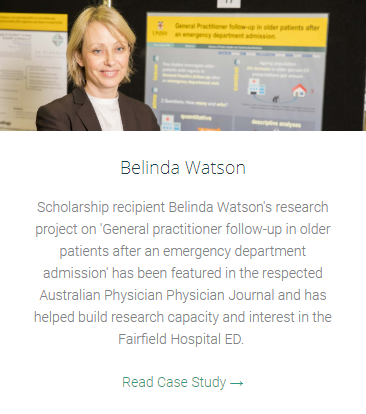 17
General Practitioner follow-up in older patients after
an emergency department admission.
Belinda Watson
Scholarship recipient Belinda Watson's research
project on 'General practitioner follow-up in older
patients after an emergency department
admission' has been featured in the respected
Australian Physician Physician Journal and has
helped build research capacity and interest in the
Fairfield Hospital ED.
Read Case Study →